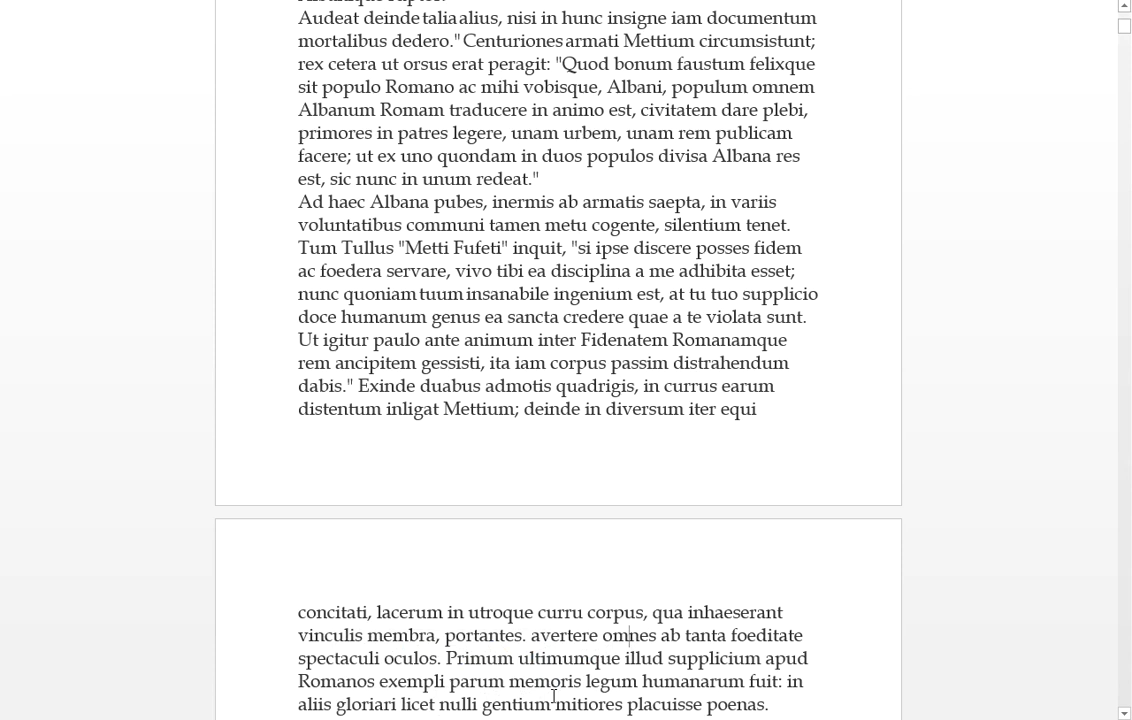 Audeat deinde talia alius, nisi in hunc insigne iam documentum
mortalibus dedero." Centuriones armati Mettium circumsistunt;
rex cetera ut orsus erat peragit: "Quod bonum faustum felixque
sit populo Romano ac mihi vobisque, Albani, populum omnem
Albanum Romam traducere in animo est, civitatem dare plebi,
primores in patres legere, unam urbem, unam rem publicam
facere; ut ex uno quondam in duos populos divisa Albana res
est, sic nunc in unum redeat."
Ad haec Albana pubes, inermis ab armatis saepta, in variis
voluntatibus communi tamen metu cogente, silentium tenet.
Tum Tullus "Metti Fufeti" inquit, "si ipse discere posses fidem
ac foedera servare, vivo tibi ea disciplina a me adhibita esset;
nunc quoniam tuum insanabile ingenium est, at tu tuo supplicio
doce humanum genus ea sancta credere quae a te violata sunt.
Ut igitur paulo ante animum inter Fidenatem Romanamque
rem ancipitem gessisti, ita iam corpus passim distrahendum
dabis." Exinde duabus admotis quadrigis, in currus earum
distentum inligat Mettium; deinde in diversum iter equi
concitati, lacerum in utroque curru corpus, qua inhaeserant
vinculis membra, portantes. avertere omnes ab tanta foeditate
spectaculi oculos. Primum ultimumque illud supplicium apud
Romanos exempli parum memoris legum humanarum fuit: in
aliis gloriari licet nulli gentium mitiores placuisse poenas.